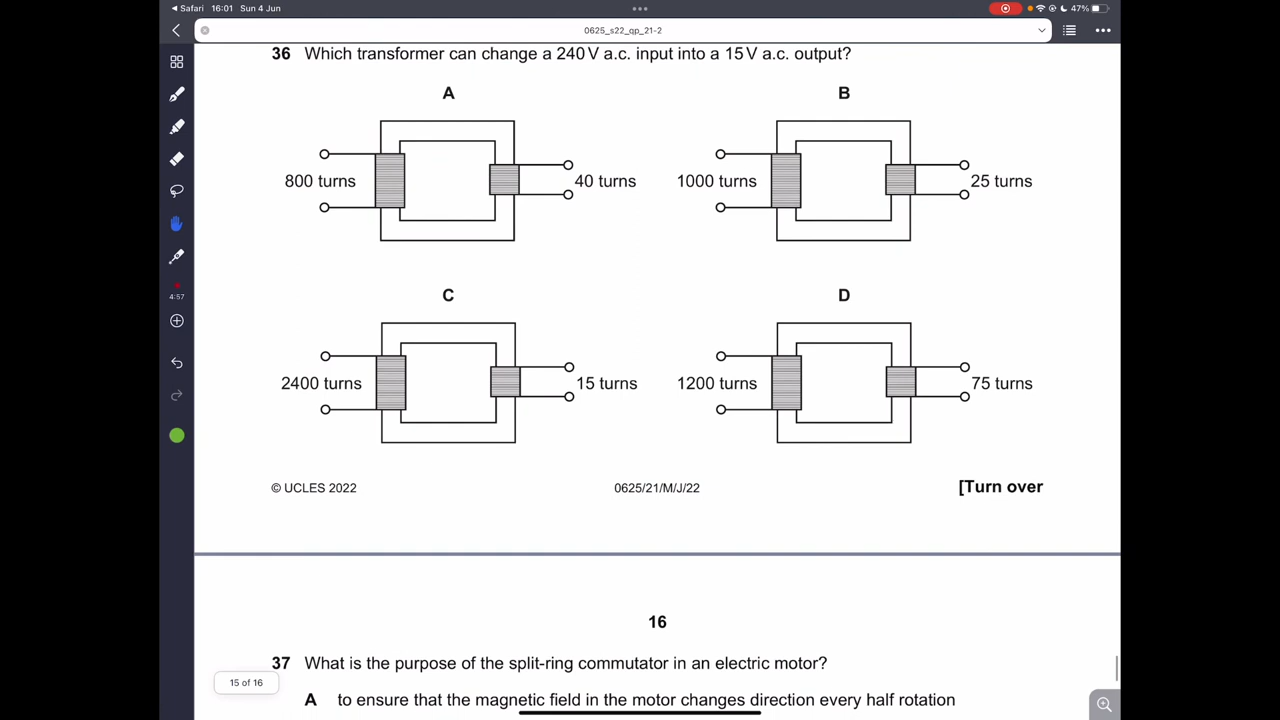 Safari 16:01 Sun 4 Jun 47%
0625_s22_qp_21-2
36 Which transformer can change a 240 V a.c. input into a 15 V a.c. output?
A B
800 turns 40 turns 1000 turns 25 turns
4:57
C D
2400 turns 15 turns 1200 turns 75 turns
© UCLES 2022 0625/21/M/J/22 [Turn over
16
37 What is the purpose of the split-ring commutator in an electric motor?
15 of 16
A to ensure that the magnetic field in the motor changes direction every half rotation